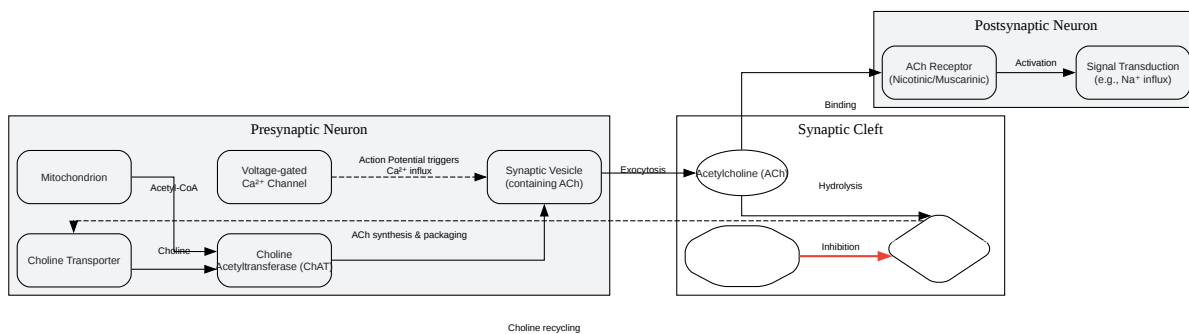 Postsynaptic Neuron
ACh Receptor
(Nicotinic/Muscarinic)
Activation
Signal Transduction
(e.g., Na⁺ influx)
Binding
Presynaptic Neuron
Synaptic Cleft
Mitochondrion
Acetyl-CoA
Voltage-gated
Ca²⁺ Channel
Action Potential triggers
Ca²⁺ influx
Synaptic Vesicle
(containing ACh)
Exocytosis
Acetylcholine (ACh)
Hydrolysis
Choline Transporter
Choline
Choline
Acetyltransferase (ChAT)
ACh synthesis & packaging
Inhibition
Choline recycling